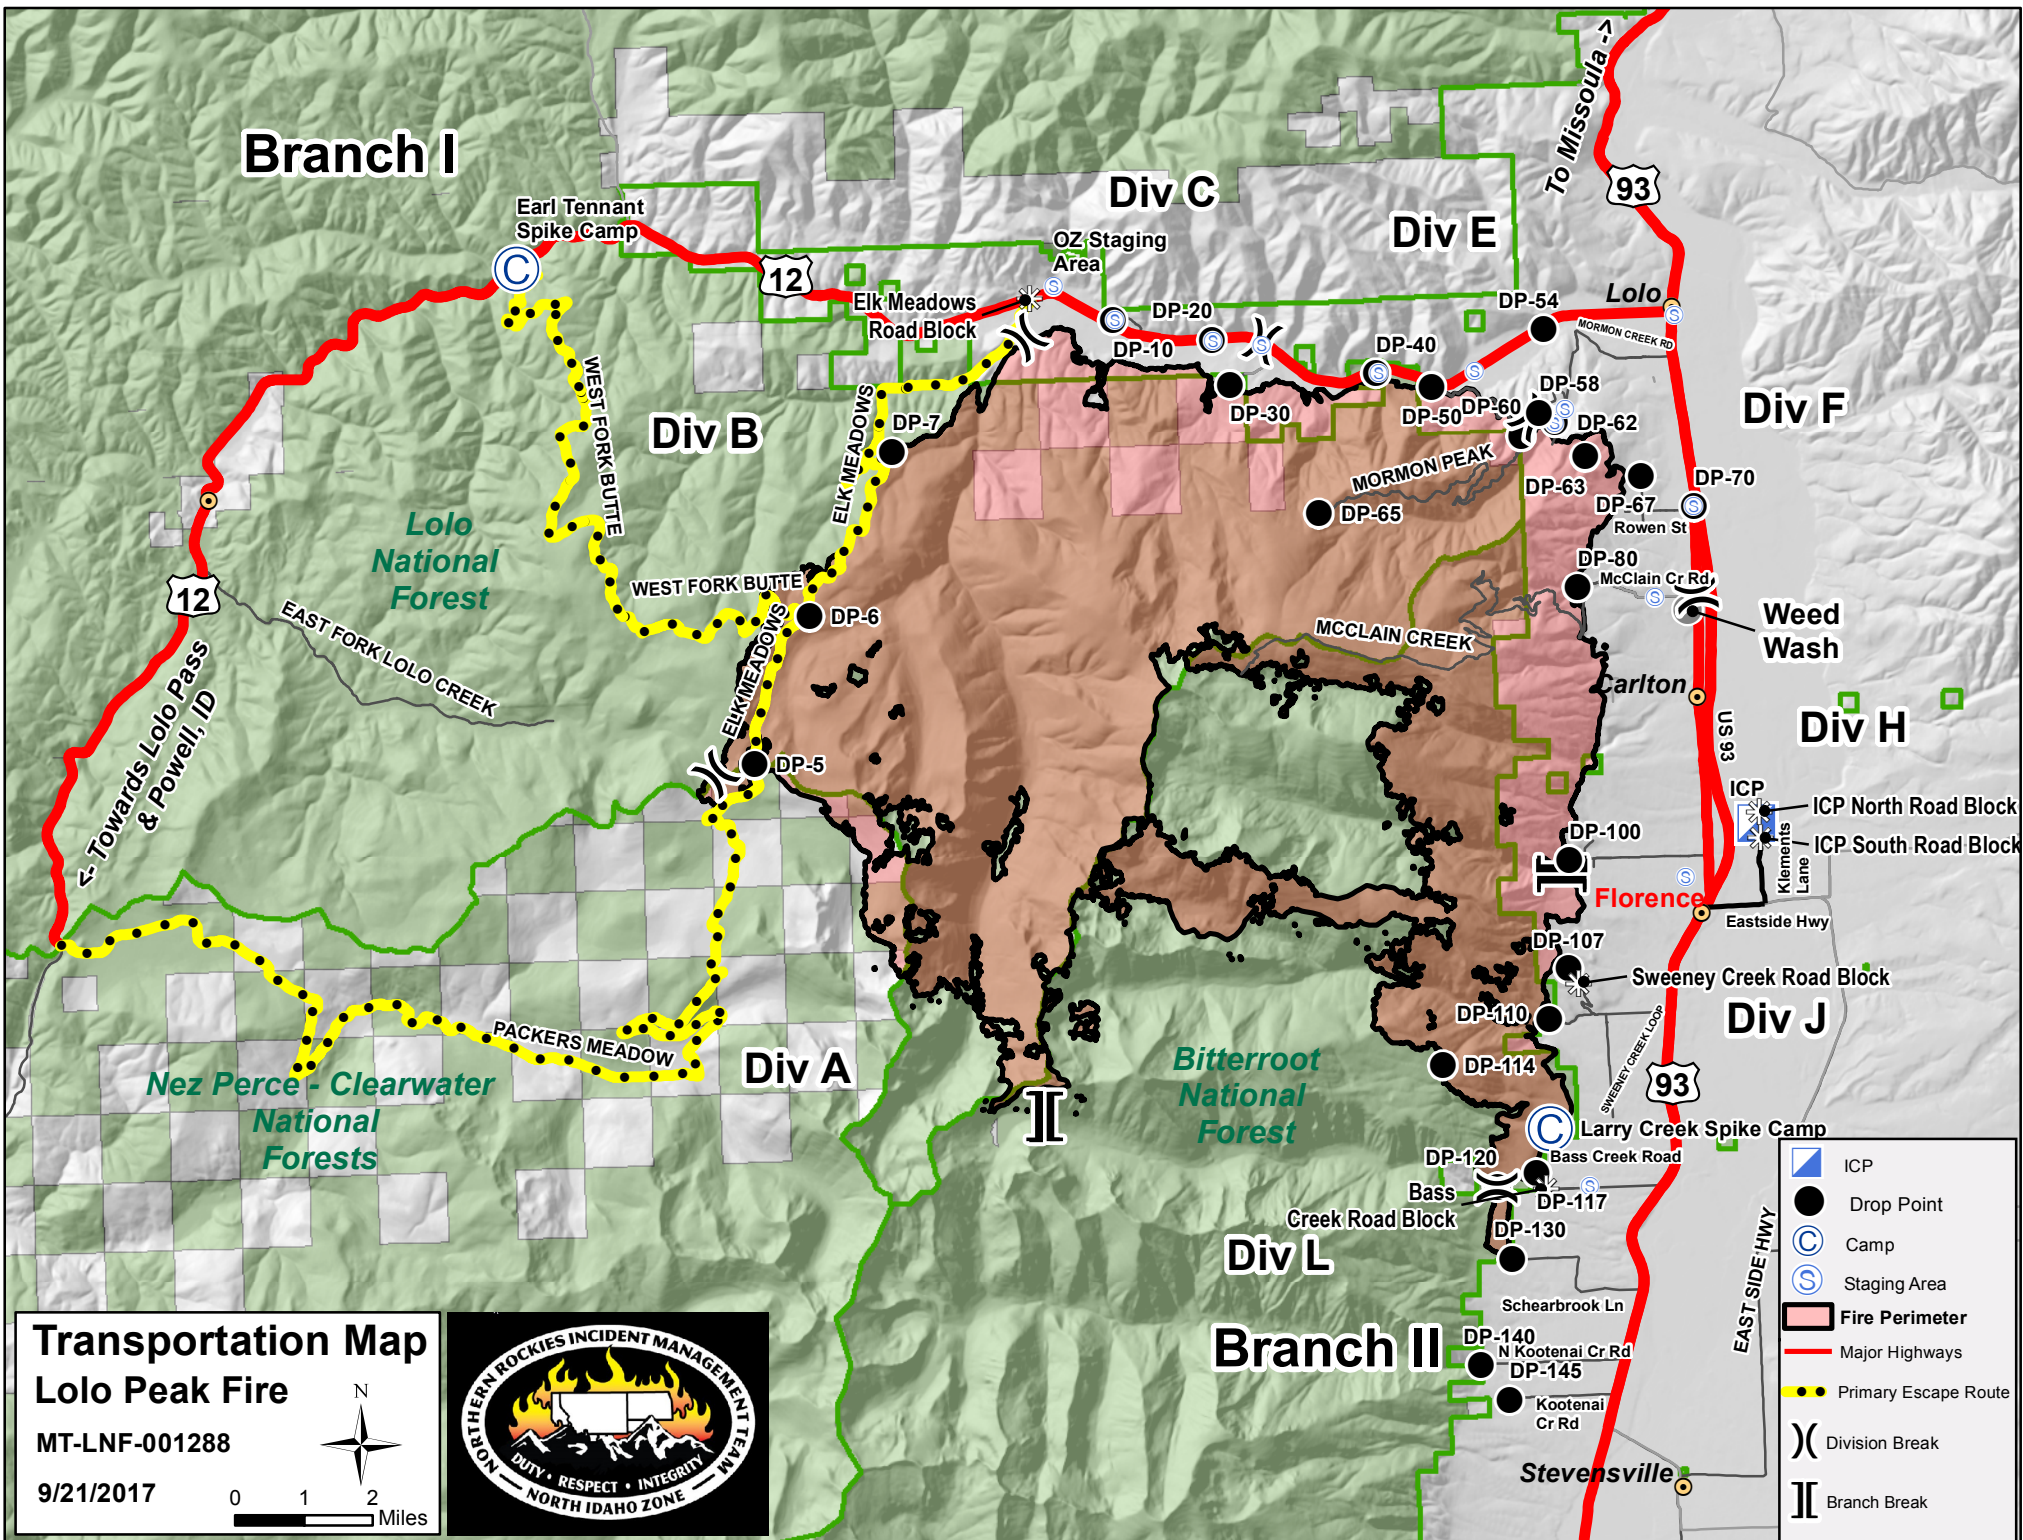 To Missoula ->
Branch I
93
Div C
Earl Tennant
Spike Camp
Div E
OZ Staging
Area
12
Elk Meadows
Road Block
DP-20
DP-10
DP-54
Lolo
MORMON CREEK RD
DP-40
DP-58
DP-30
DP-50
DP-60
DP-62
Div F
WEST FORK BUTTE
Div B
ELK MEADOWS
DP-7
MORMON PEAK
DP-63
DP-70
DP-65
DP-67
Rowen St
Lolo
National
Forest
DP-80
McClain Cr Rd
WEST FORK BUTTE
12
EAST FORK LOLO CREEK
DP-6
Weed
Wash
MCCLAIN CREEK
ELK MEADOWS
<- Towards Lolo Pass
& Powell, ID
Carlton
US 93
Div H
DP-5
ICP
ICP North Road Block
DP-100
ICP South Road Block
Klements
Lane
Florence
Eastside Hwy
DP-107
Sweeney Creek Road Block
DP-110
Div J
SWEENEY CREEK LOOP
PACKERS MEADOW
Div A
DP-114
93
Nez Perce - Clearwater
National
Forests
Bitterroot
National
Forest
C
Larry Creek Spike Camp
Bass Creek Road
DP-120
DP-117
Bass
Creek Road Block
DP-130
Div L
EAST SIDE HWY
Schearbrook Ln
Branch II
DP-140
N Kootenai Cr Rd
DP-145
Kootenai
Cr Rd
Stevensville
ICP
Drop Point
C Camp
S Staging Area
Fire Perimeter
Major Highways
Primary Escape Route
Division Break
Branch Break
Transportation Map
Lolo Peak Fire
N
MT-LNF-001288
9/21/2017
0 1 2
Miles
NORTHERN ROCKIES INCIDENT MANAGEMENT TEAM
DUTY • RESPECT • INTEGRITY
NORTH IDAHO ZONE